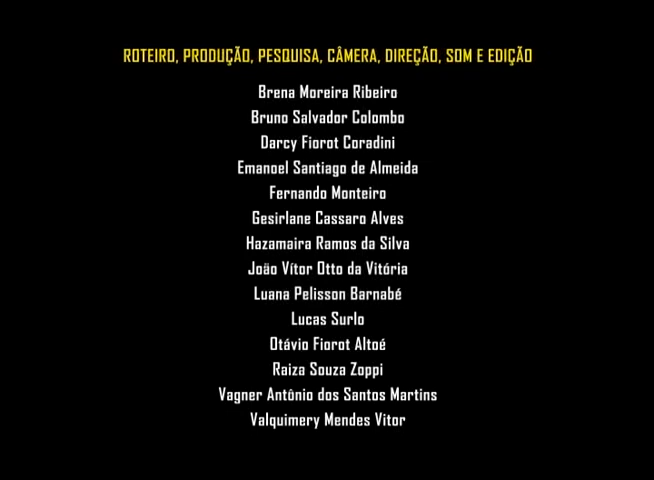 ROTEIRO, PRODUÇÃO, PESQUISA, CÂMERA, DIREÇÃO, SOM E EDIÇÃO
Brena Moreira Ribeiro
Bruno Salvador Colombo
Darcy Fiorot Coradini
Emanoel Santiago de Almeida
Fernando Monteiro
Gesirlane Cassaro Alves
Hazamaira Ramos da Silva
João Vítor Otto da Vitória
Luana Pelisson Barnabé
Lucas Surlo
Otávio Fiorot Altoé
Raiza Souza Zoppi
Vagner Antônio dos Santos Martins
Valquimery Mendes Vitor